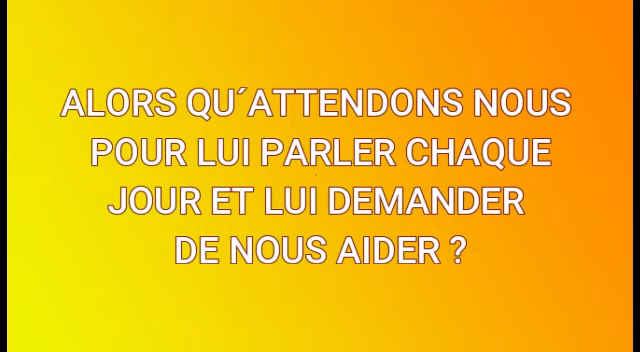 ALORS QU´ATTENDONS NOUS
POUR LUI PARLER CHAQUE
JOUR ET LUI DEMANDER
DE NOUS AIDER ?